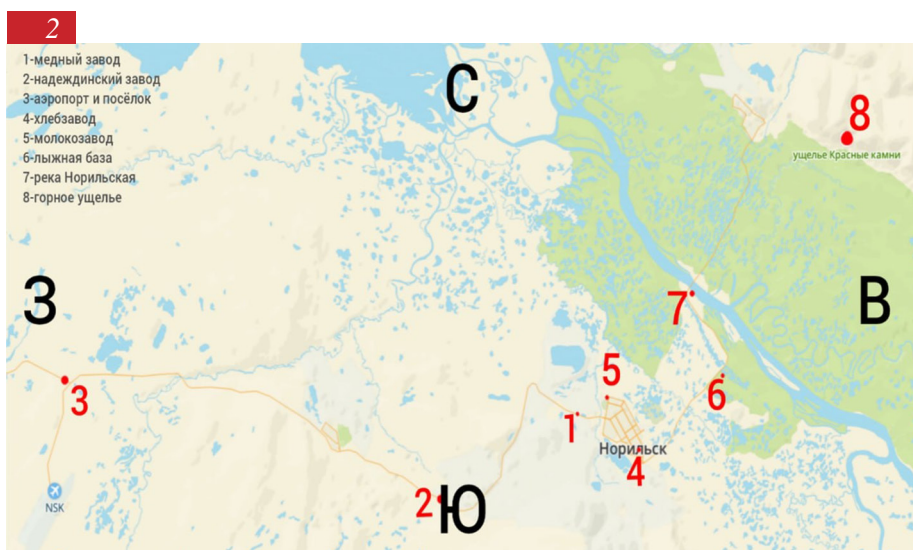 2
1-медный завод
2-надеждинский завод
3-аэропорт и посёлок
4-хлебзавод
5-молокозавод
6-лыжная база
7-река Норильская
8-горное ущелье
С
8
ущелье Красные камни
З
7
В
3
5
6
1
Норильск
4
2
Ю
NSK